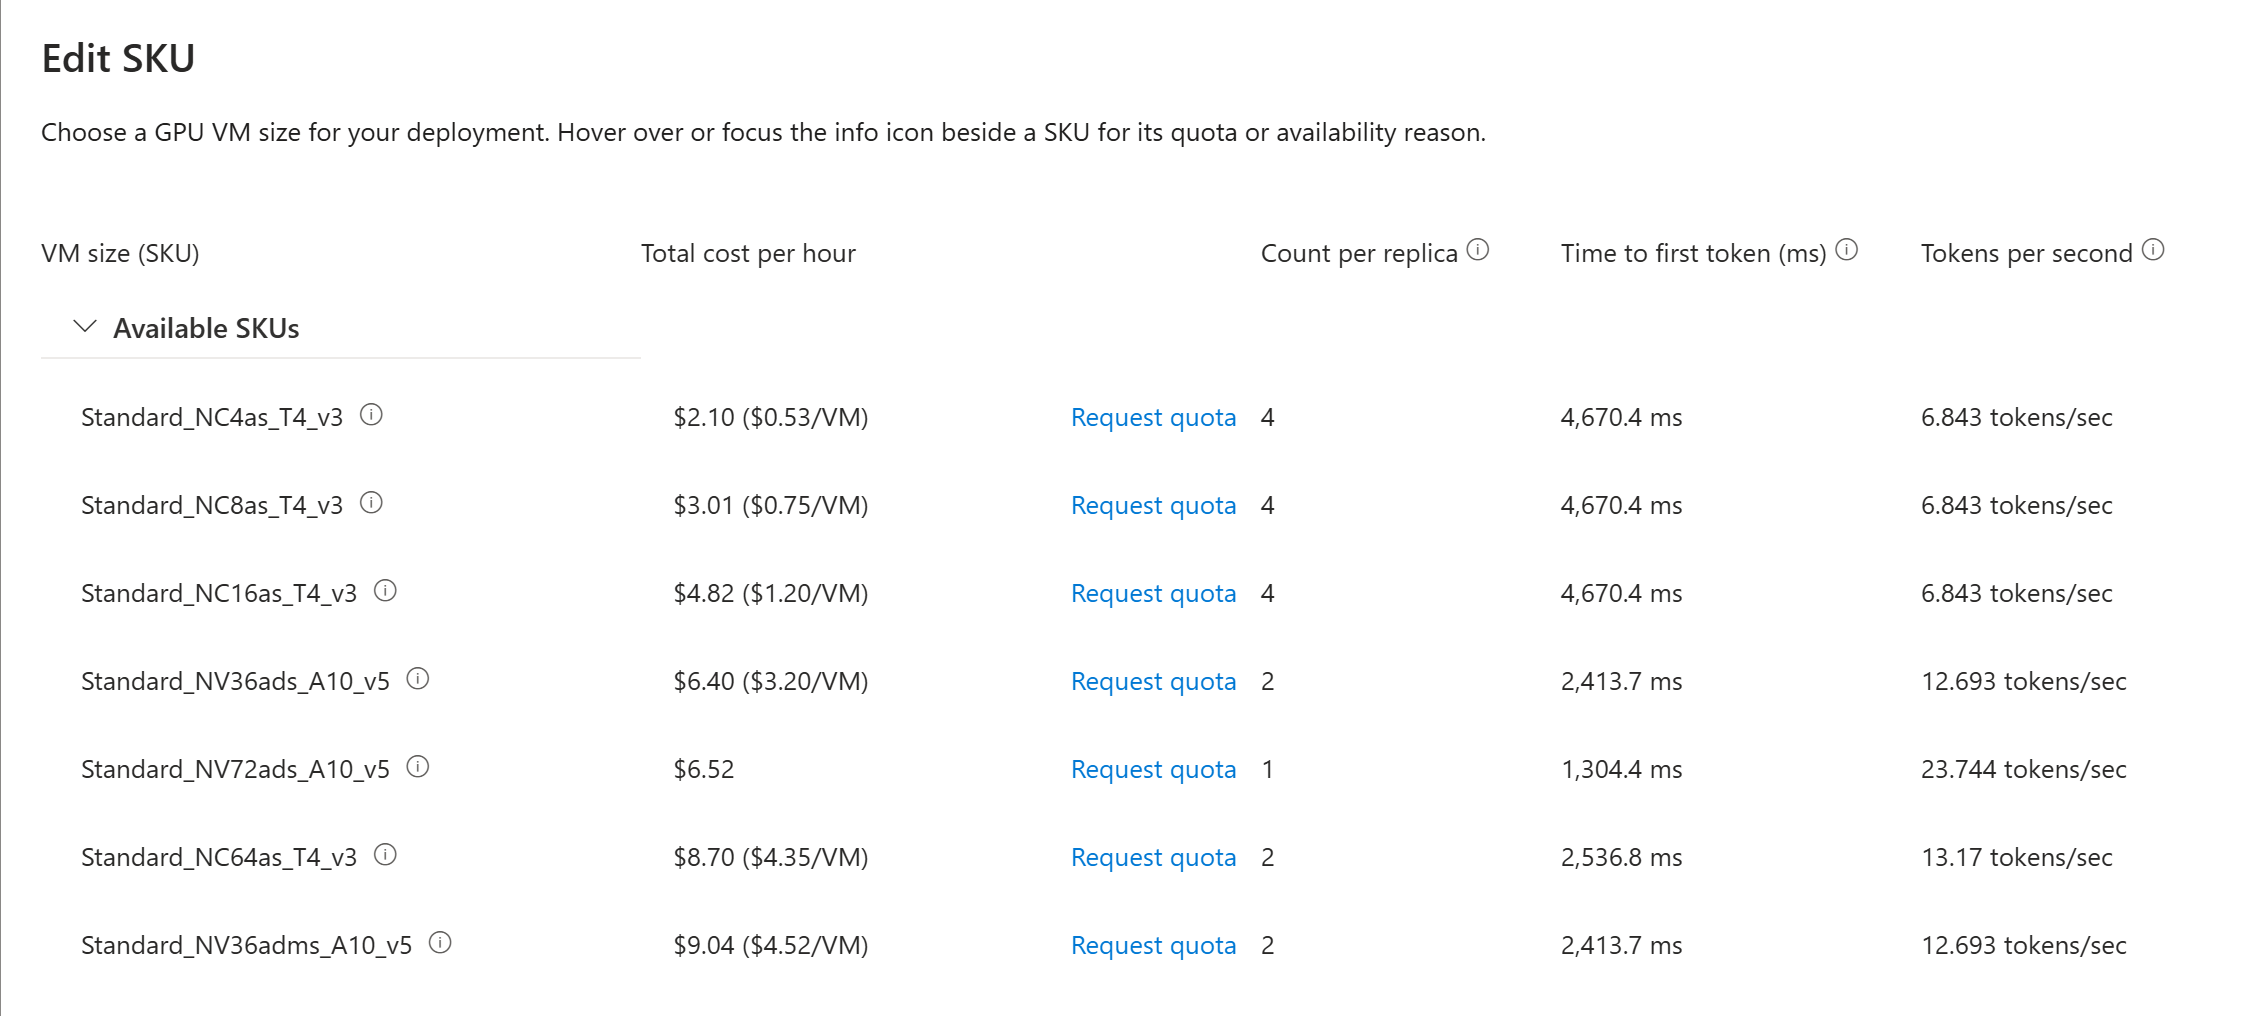 Edit SKU
Choose a GPU VM size for your deployment. Hover over or focus the info icon beside a SKU for its quota or availability reason.
VM size (SKU) Total cost per hour Count per replica Time to first token (ms) Tokens per second
Available SKUs
Standard_NC4as_T4_v3 $2.10 ($0.53/VM) Request quota 4 4,670.4 ms 6.843 tokens/sec
Standard_NC8as_T4_v3 $3.01 ($0.75/VM) Request quota 4 4,670.4 ms 6.843 tokens/sec
Standard_NC16as_T4_v3 $4.82 ($1.20/VM) Request quota 4 4,670.4 ms 6.843 tokens/sec
Standard_NV36ads_A10_v5 $6.40 ($3.20/VM) Request quota 2 2,413.7 ms 12.693 tokens/sec
Standard_NV72ads_A10_v5 $6.52 Request quota 1 1,304.4 ms 23.744 tokens/sec
Standard_NC64as_T4_v3 $8.70 ($4.35/VM) Request quota 2 2,536.8 ms 13.17 tokens/sec
Standard_NV36adms_A10_v5 $9.04 ($4.52/VM) Request quota 2 2,413.7 ms 12.693 tokens/sec